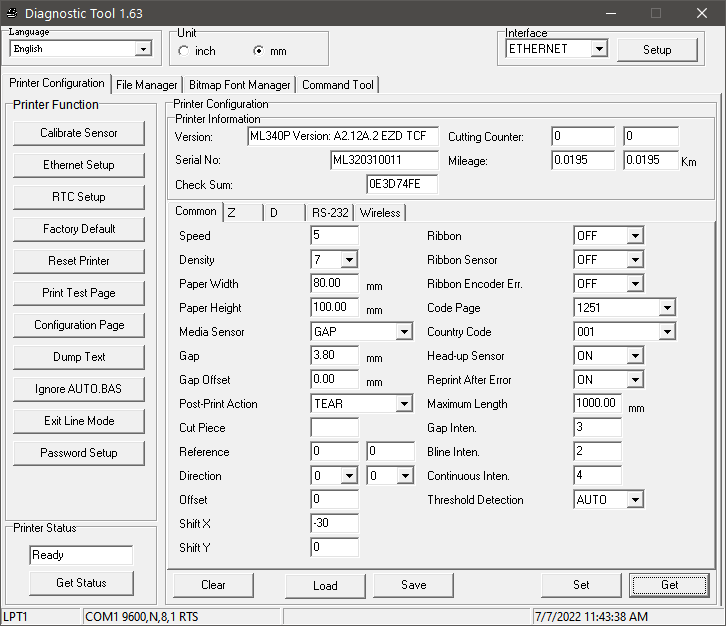 Diagnostic Tool 1.63
Language
English
Unit
inch
mm
Interface
ETHERNET
Setup
Printer Configuration
File Manager
Bitmap Font Manager
Command Tool
Printer Function
Calibrate Sensor
Ethernet Setup
RTC Setup
Factory Default
Reset Printer
Print Test Page
Configuration Page
Dump Text
Ignore AUTO.BAS
Exit Line Mode
Password Setup
Printer Status
Ready
Get Status
Printer Configuration
Printer Information
Version: ML340P Version: A2.12A.2 EZD TCF
Cutting Counter: 0 0
Serial No: ML320310011
Mileage: 0.0195 0.0195 Km
Check Sum: 0E3D74FE
Common Z D RS-232 Wireless
Speed 5
Density 7
Paper Width 80.00 mm
Paper Height 100.00 mm
Media Sensor GAP
Gap 3.80 mm
Gap Offset 0.00 mm
Post-Print Action TEAR
Cut Piece
Reference 0 0
Direction 0 0
Offset 0
Shift X -30
Shift Y 0
Ribbon OFF
Ribbon Sensor OFF
Ribbon Encoder Err. OFF
Code Page 1251
Country Code 001
Head-up Sensor ON
Reprint After Error ON
Maximum Length 1000.00 mm
Gap Inten. 3
Bline Inten. 2
Continuous Inten. 4
Threshold Detection AUTO
Clear Load Save Set Get
LPT1 COM1 9600,N,8,1 RTS 7/7/2022 11:43:38 AM